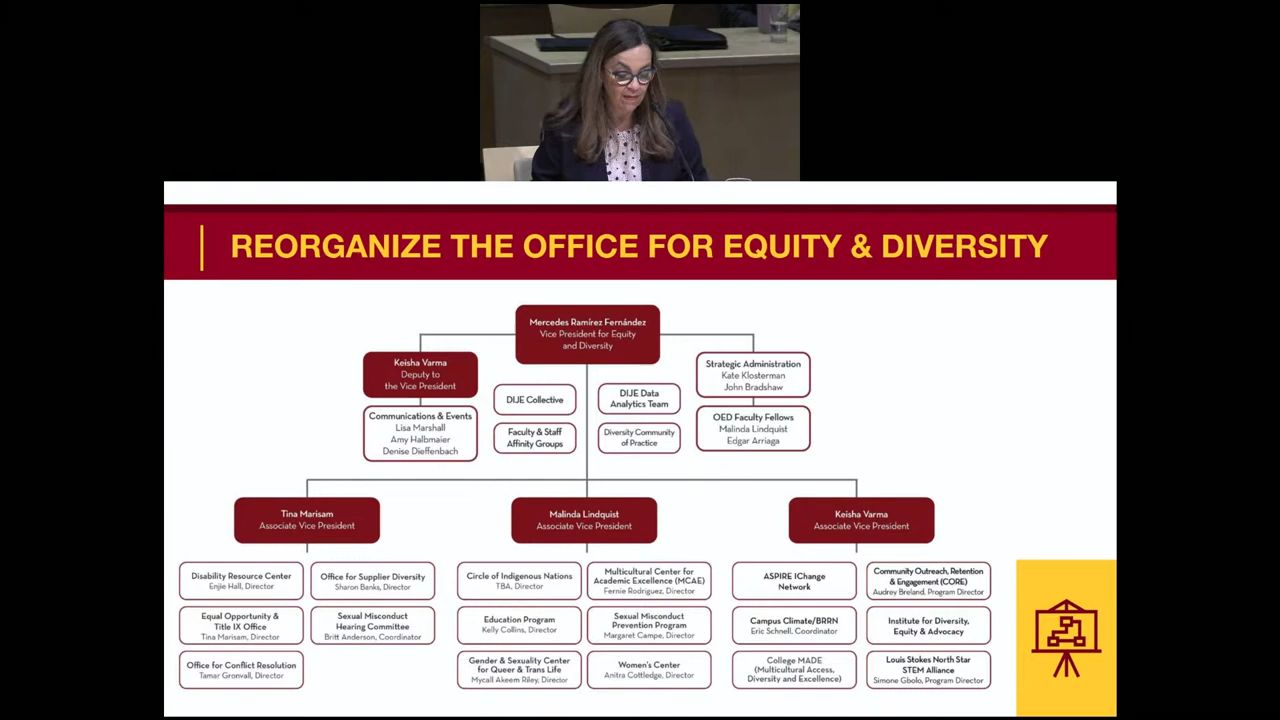 REORGANIZE THE OFFICE FOR EQUITY & DIVERSITY
Mercedes Ramírez Fernández
Vice President for Equity
and Diversity
Keisha Varma
Deputy to
the Vice President
Communications & Events
Lisa Marshall
Amy Halbmaier
Denise Dieffenbach
DIJE Collective
Faculty & Staff
Affinity Groups
DIJE Data
Analytics Team
Diversity Community
of Practice
Strategic Administration
Kate Klosterman
John Bradshaw
OED Faculty Fellows
Malinda Lindquist
Edgar Arriaga
Tina Marisam
Associate Vice President
Disability Resource Center
Enjie Hall, Director
Office for Supplier Diversity
Sharon Banks, Director
Equal Opportunity &
Title IX Office
Tina Marisam, Director
Sexual Misconduct
Hearing Committee
Britt Anderson, Coordinator
Office for Conflict Resolution
Tamar Gronvall, Director
Malinda Lindquist
Associate Vice President
Circle of Indigenous Nations
TBA, Director
Multicultural Center for
Academic Excellence (MCAE)
Fernie Rodriguez, Director
Education Program
Kelly Collins, Director
Sexual Misconduct
Prevention Program
Margaret Campe, Director
Gender & Sexuality Center
for Queer & Trans Life
Mycall Akeem Riley, Director
Women's Center
Anitra Cottledge, Director
Keisha Varma
Associate Vice President
ASPIRE IChange
Network
Community Outreach, Retention
& Engagement (CORE)
Audrey Breland, Program Director
Campus Climate/BRRN
Eric Schnell, Coordinator
Institute for Diversity,
Equity & Advocacy
College MADE
(Multicultural Access,
Diversity and Excellence)
Louis Stokes North Star
STEM Alliance
Simone Gbolo, Program Director